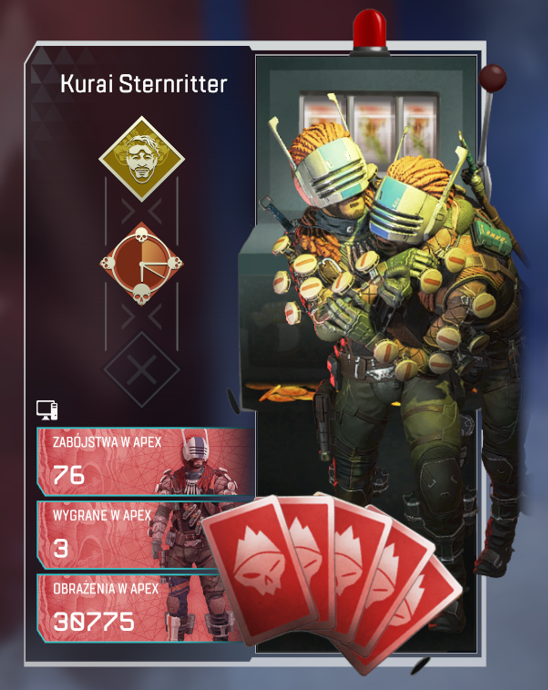 Kurai Sternritter
ZABÓJSTWA W APEX
76
WYGRANE W APEX
3
OBRAŻENIA W APEX
30775